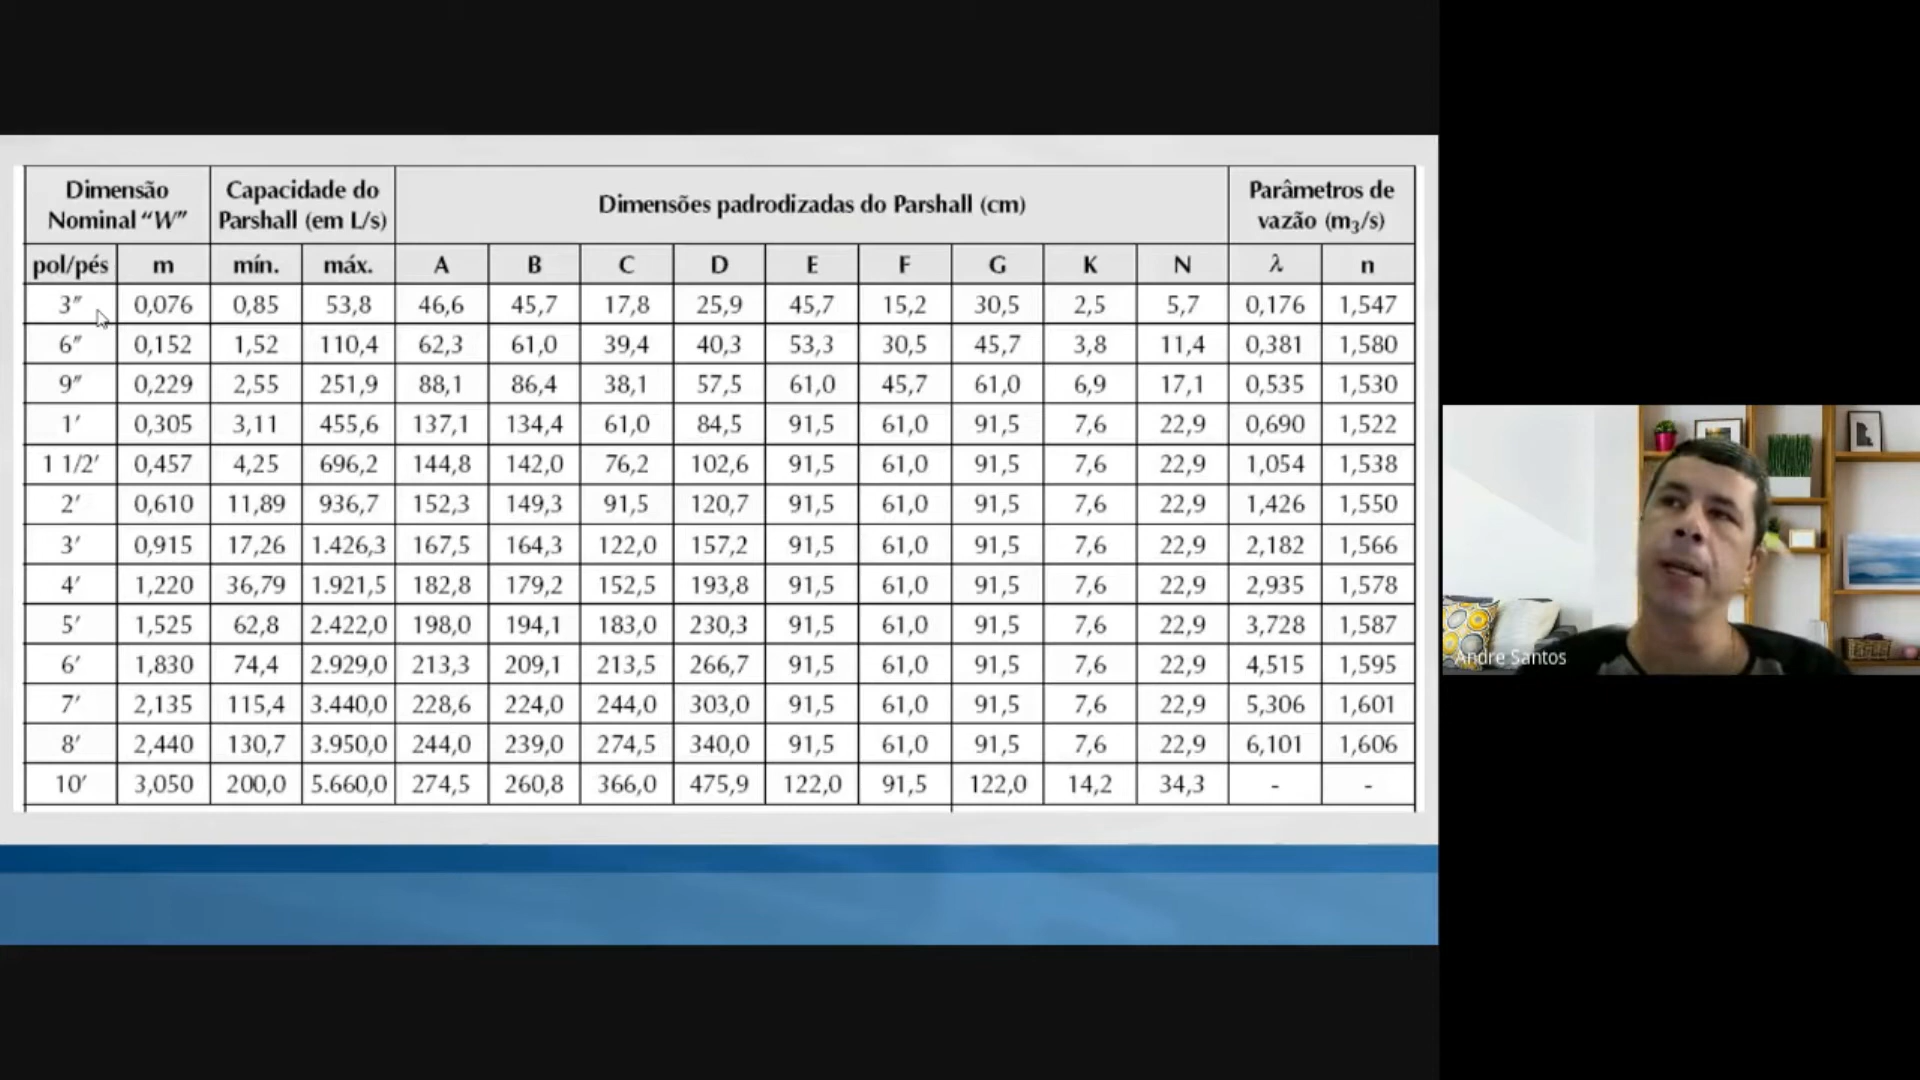 Dimensão Nominal “W” Capacidade do Parshall (em L/s) Dimensões padrodizadas do Parshall (cm) Parâmetros de vazão (m3/s)
pol/pés m mín. máx. A B C D E F G K N λ n
3″ 0,076 0,85 53,8 46,6 45,7 17,8 25,9 45,7 15,2 30,5 2,5 5,7 0,176 1,547
6″ 0,152 1,52 110,4 62,3 61,0 39,4 40,3 53,3 30,5 45,7 3,8 11,4 0,381 1,580
9″ 0,229 2,55 251,9 88,1 86,4 38,1 57,5 61,0 45,7 61,0 6,9 17,1 0,535 1,530
1′ 0,305 3,11 455,6 137,1 134,4 61,0 84,5 91,5 61,0 91,5 7,6 22,9 0,690 1,522
1 1/2′ 0,457 4,25 696,2 144,8 142,0 76,2 102,6 91,5 61,0 91,5 7,6 22,9 1,054 1,538
2′ 0,610 11,89 936,7 152,3 149,3 91,5 120,7 91,5 61,0 91,5 7,6 22,9 1,426 1,550
3′ 0,915 17,26 1.426,3 167,5 164,3 122,0 157,2 91,5 61,0 91,5 7,6 22,9 2,182 1,566
4′ 1,220 36,79 1.921,5 182,8 179,2 152,5 193,8 91,5 61,0 91,5 7,6 22,9 2,935 1,578
5′ 1,525 62,8 2.422,0 198,0 194,1 183,0 230,3 91,5 61,0 91,5 7,6 22,9 3,728 1,587
6′ 1,830 74,4 2.929,0 213,3 209,1 213,5 266,7 91,5 61,0 91,5 7,6 22,9 4,515 1,595
7′ 2,135 115,4 3.440,0 228,6 224,0 244,0 303,0 91,5 61,0 91,5 7,6 22,9 5,306 1,601
8′ 2,440 130,7 3.950,0 244,0 239,0 274,5 340,0 91,5 61,0 91,5 7,6 22,9 6,101 1,606
10′ 3,050 200,0 5.660,0 274,5 260,8 366,0 475,9 122,0 91,5 122,0 14,2 34,3 - -
Andre Santos